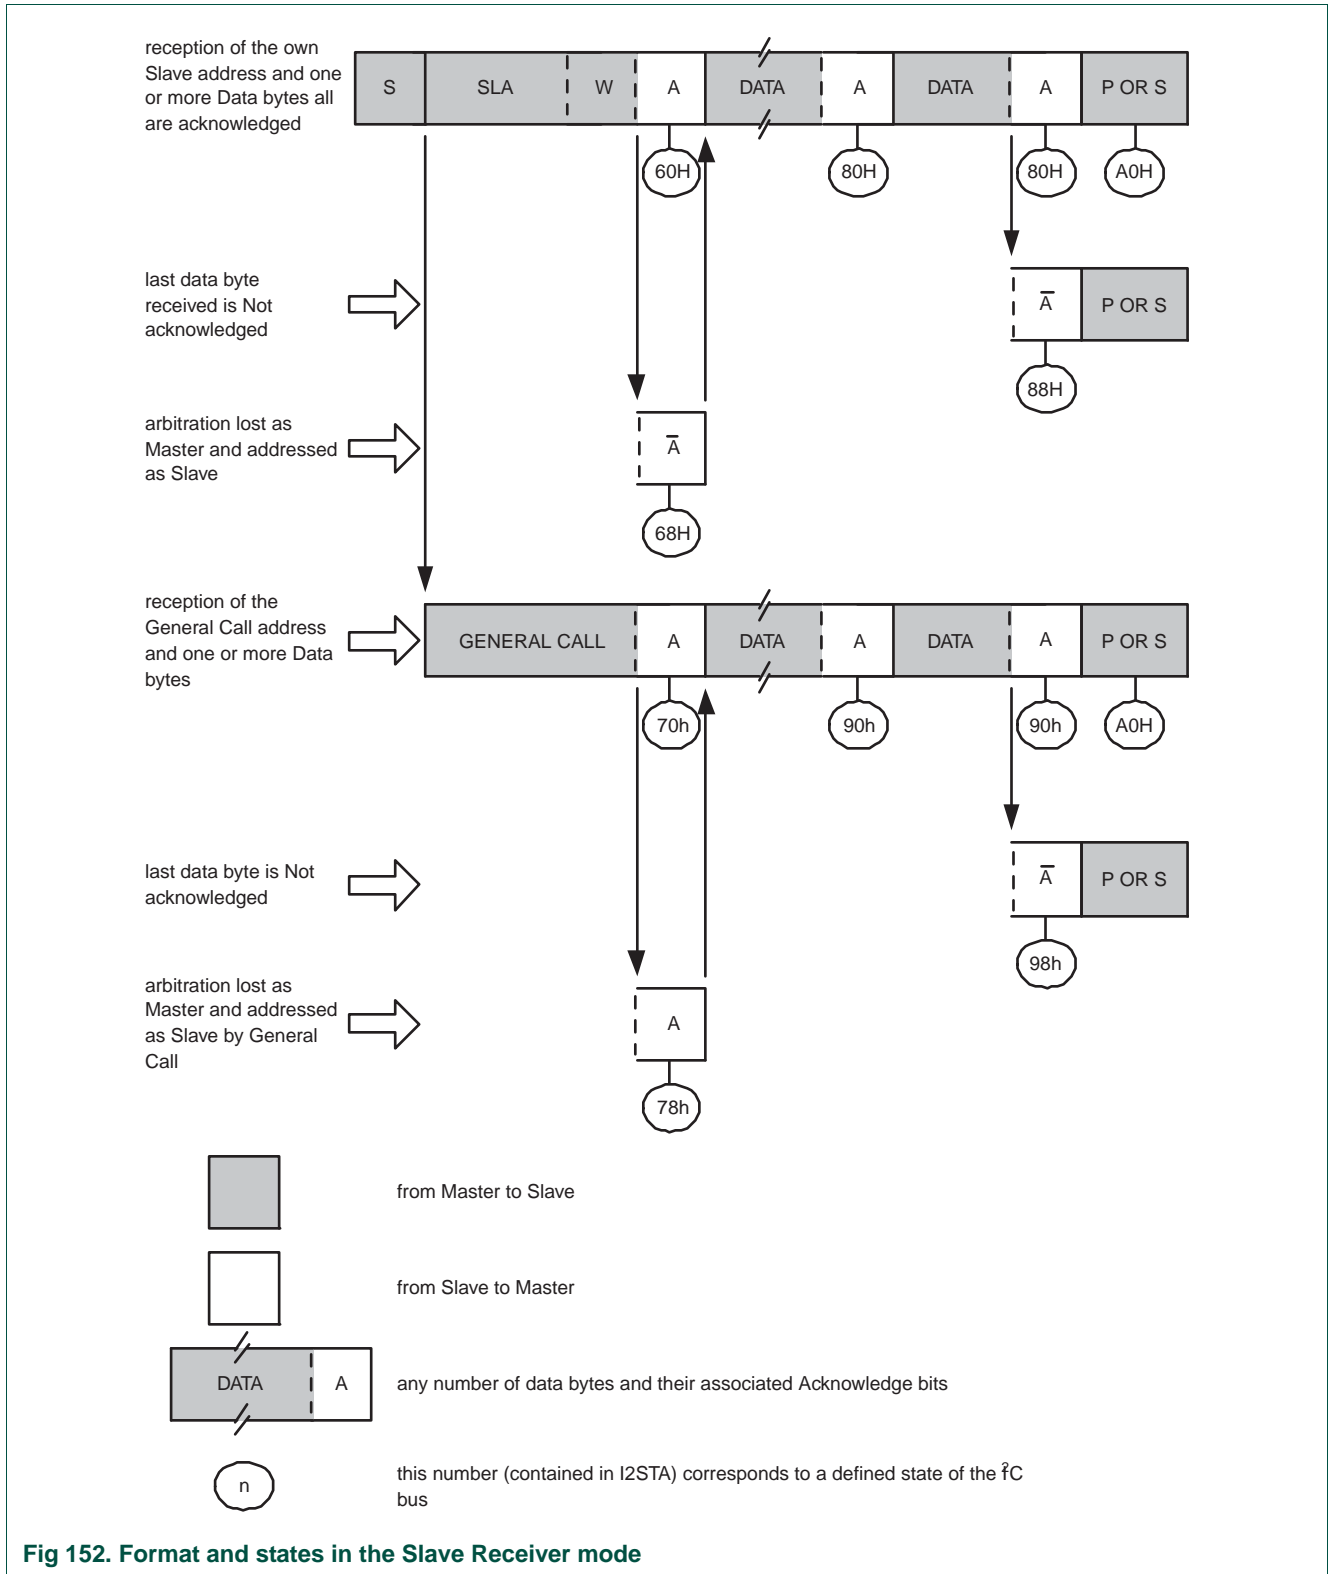 reception of the own
Slave address and one
or more Data bytes all
are acknowledged
S SLA W A DATA A DATA A P OR S
60H 80H 80H A0H
last data byte
received is Not
acknowledged
A̅ P OR S
88H
arbitration lost as
Master and addressed
as Slave
A̅
68H
reception of the
General Call address
and one or more Data
bytes
GENERAL CALL A DATA A DATA A P OR S
70h 90h 90h A0H
last data byte is Not
acknowledged
A̅ P OR S
98h
arbitration lost as
Master and addressed
as Slave by General
Call
A
78h
from Master to Slave
from Slave to Master
DATA A any number of data bytes and their associated Acknowledge bits
n
this number (contained in I2STA) corresponds to a defined state of the I²C
bus
Fig 152. Format and states in the Slave Receiver mode